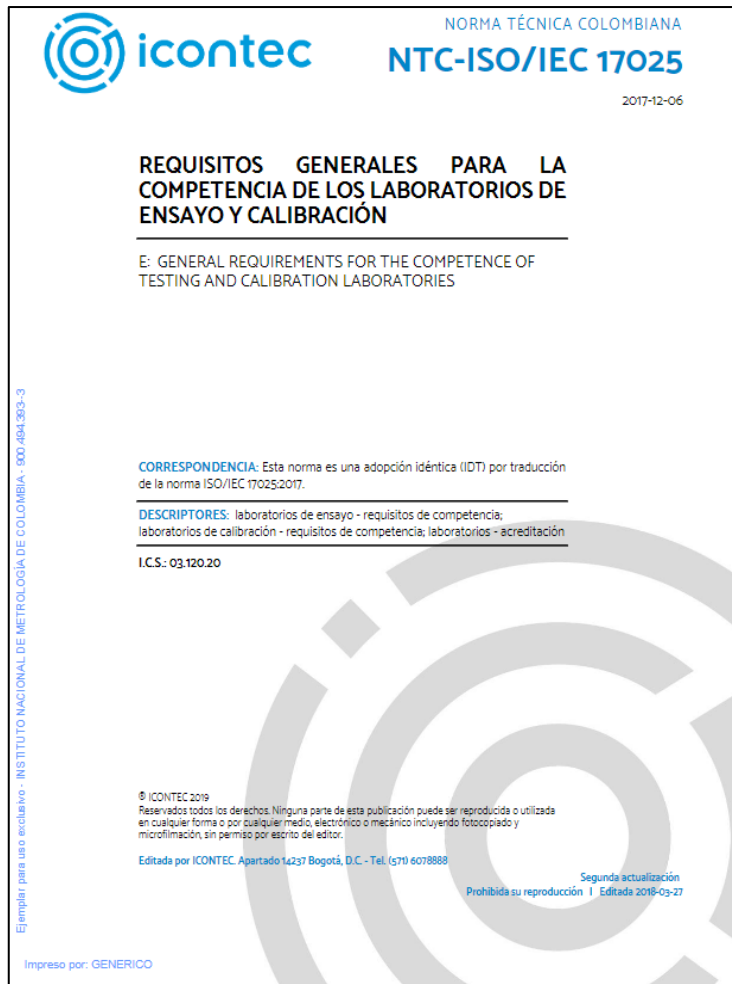 icontec
NORMA TÉCNICA COLOMBIANA
NTC-ISO/IEC 17025
2017-12-06
REQUISITOS GENERALES PARA LA
COMPETENCIA DE LOS LABORATORIOS DE
ENSAYO Y CALIBRACIÓN
E: GENERAL REQUIREMENTS FOR THE COMPETENCE OF
TESTING AND CALIBRATION LABORATORIES
CORRESPONDENCIA: Esta norma es una adopción idéntica (IDT) por traducción
de la norma ISO/IEC 17025:2017.
DESCRIPTORES: laboratorios de ensayo - requisitos de competencia;
laboratorios de calibración - requisitos de competencia; laboratorios - acreditación
I.C.S.: 03.120.20
© ICONTEC 2019
Reservados todos los derechos. Ninguna parte de esta publicación puede ser reproducida o utilizada
en cualquier forma o por cualquier medio, electrónico o mecánico incluyendo fotocopiado y
microfilmación, sin permiso por escrito del editor.
Editada por ICONTEC. Apartado 14237 Bogotá, D.C. - Tel. (571) 6078888
Segunda actualización
Prohibida su reproducción I Editada 2018-03-27
Ejemplar para uso exclusivo - INSTITUTO NACIONAL DE METROLOGÍA DE COLOMBIA - 900.494.393-3
Impreso por: GENERICO